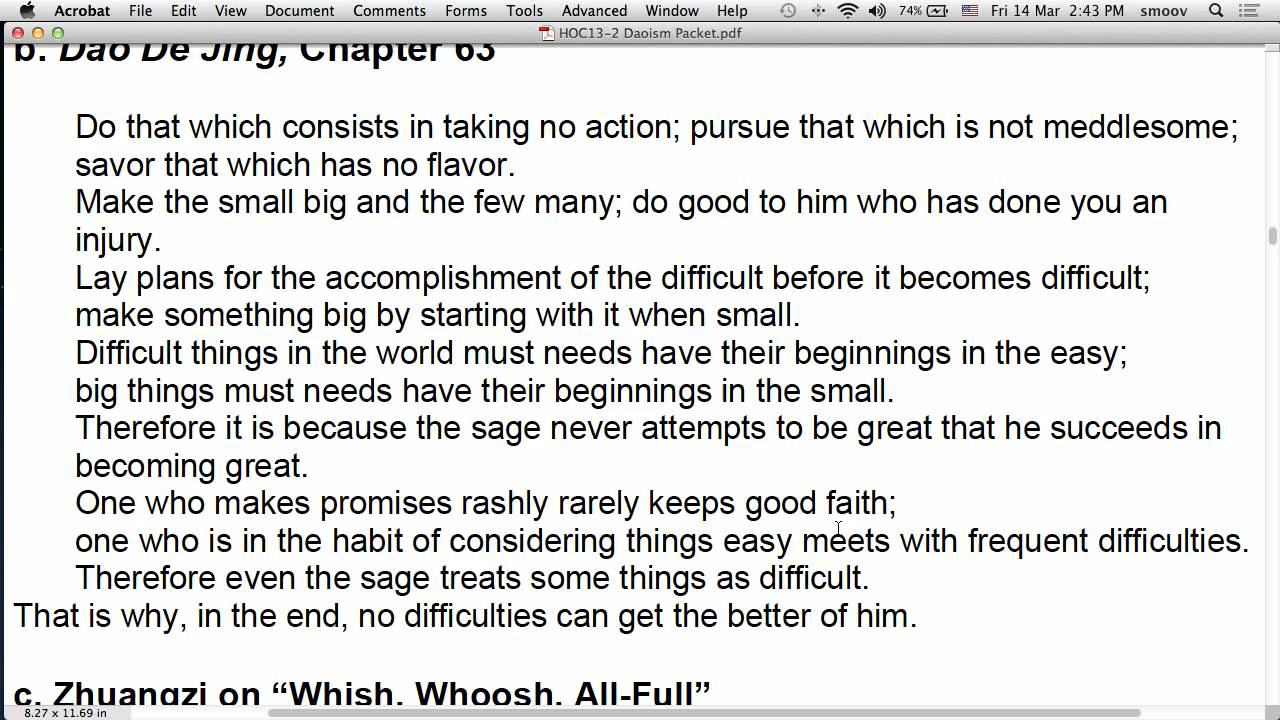 Acrobat File Edit View Document Comments Forms Tools Advanced Window Help 74% Fri 14 Mar 2:43 PM smoov
HOC13-2 Daoism Packet.pdf
b. Dao De Jing, Chapter 63
Do that which consists in taking no action; pursue that which is not meddlesome;
savor that which has no flavor.
Make the small big and the few many; do good to him who has done you an
injury.
Lay plans for the accomplishment of the difficult before it becomes difficult;
make something big by starting with it when small.
Difficult things in the world must needs have their beginnings in the easy;
big things must needs have their beginnings in the small.
Therefore it is because the sage never attempts to be great that he succeeds in
becoming great.
One who makes promises rashly rarely keeps good faith;
one who is in the habit of considering things easy meets with frequent difficulties.
Therefore even the sage treats some things as difficult.
That is why, in the end, no difficulties can get the better of him.
c. Zhuangzi on “Whish, Whoosh, All-Full”
8.27 x 11.69 in